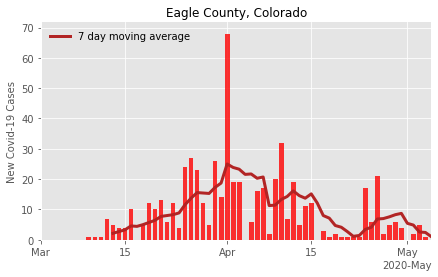 Eagle County, Colorado
7 day moving average
New Covid-19 Cases
70
60
50
40
30
20
10
0
Mar 15 Apr 15 May
2020-May